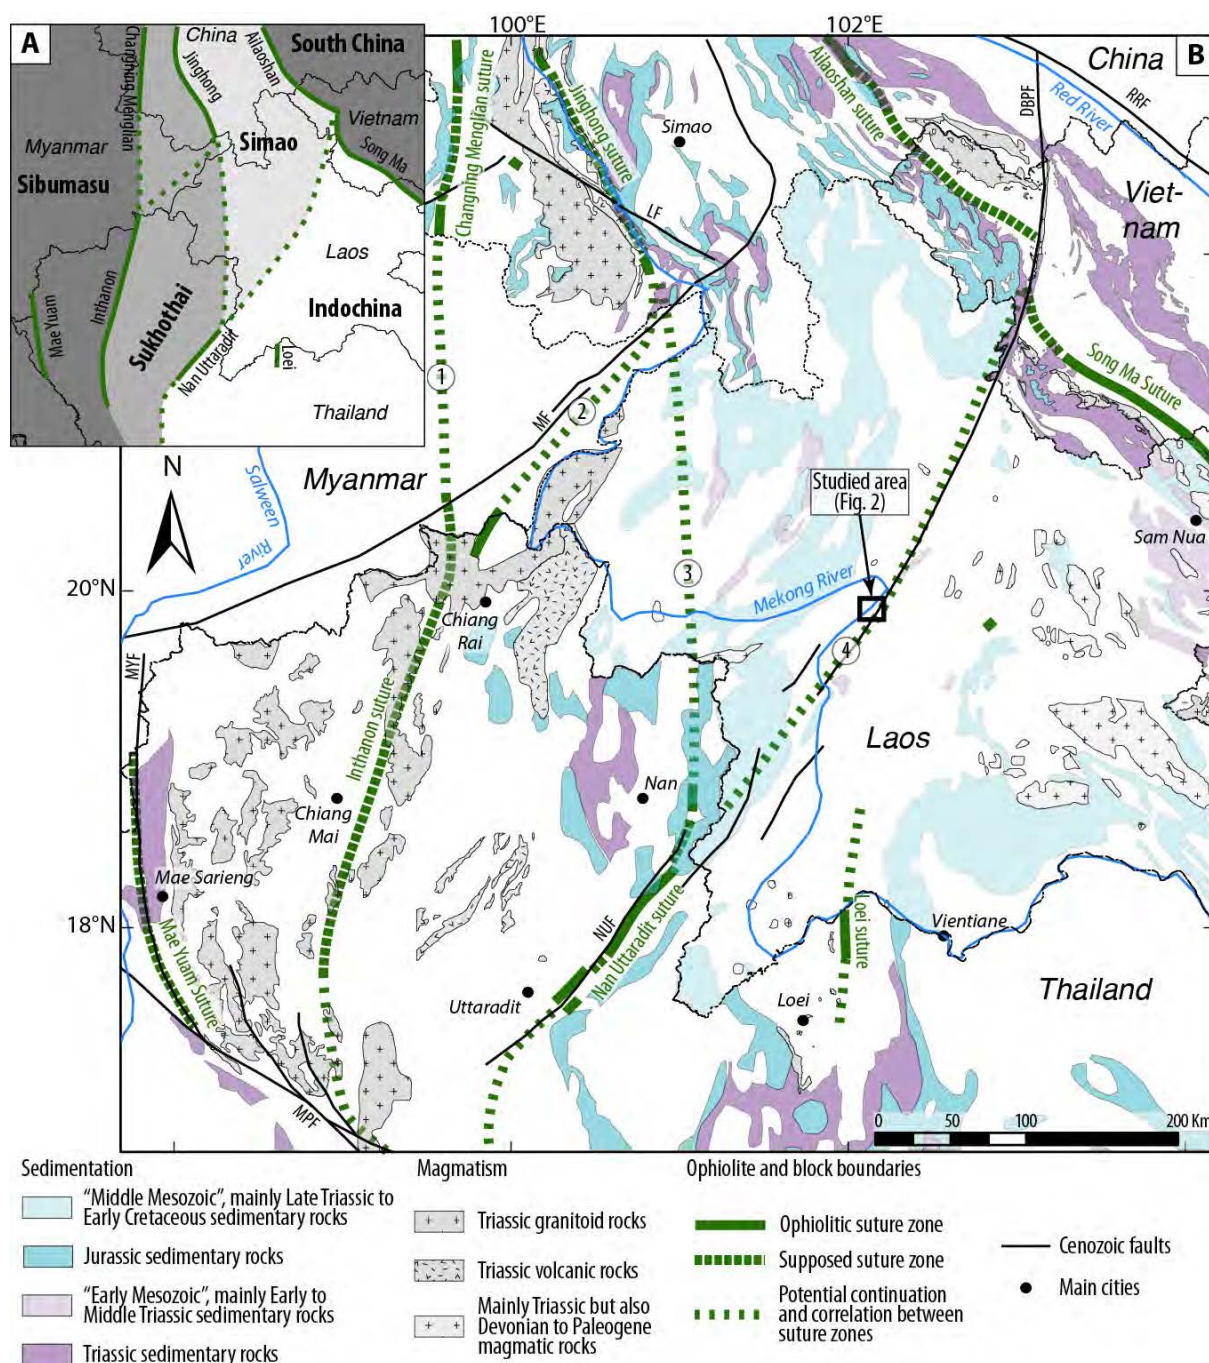 A
China
South China
Changning Menglian
Jinghong
Ailaoshan
Vietnam
Myanmar
Simao
Song Ma
Sibumasu
Laos
Inthanon
Indochina
Sukhothai
Mae Yuam
Nan Uttaradit
Loei
Thailand
100°E
102°E
B
China
Red River
RRF
DBPF
Ailaoshan suture
Jinghong suture
Simao
Changning Menglian suture
LF
Viet-
nam
Song Ma Suture
1
2
MF
N
Myanmar
Salween
River
Studied area
(Fig. 2)
Sam Nua
20°N
3
Mekong River
Chiang
Rai
4
MYF
Inthanon suture
Laos
Nan
Chiang
Mai
Mae Sarieng
18°N
Mae Yuam Suture
NUF
Nan Uttaradit suture
Loei suture
Vientiane
Uttaradit
Loei
Thailand
MPF
0 50 100 200 Km
Sedimentation
"Middle Mesozoic", mainly Late Triassic to
Early Cretaceous sedimentary rocks
Jurassic sedimentary rocks
"Early Mesozoic", mainly Early to
Middle Triassic sedimentary rocks
Triassic sedimentary rocks
Magmatism
Triassic granitoid rocks
Triassic volcanic rocks
Mainly Triassic but also
Devonian to Paleogene
magmatic rocks
Ophiolite and block boundaries
Ophiolitic suture zone
Supposed suture zone
Potential continuation
and correlation between
suture zones
Cenozoic faults
Main cities